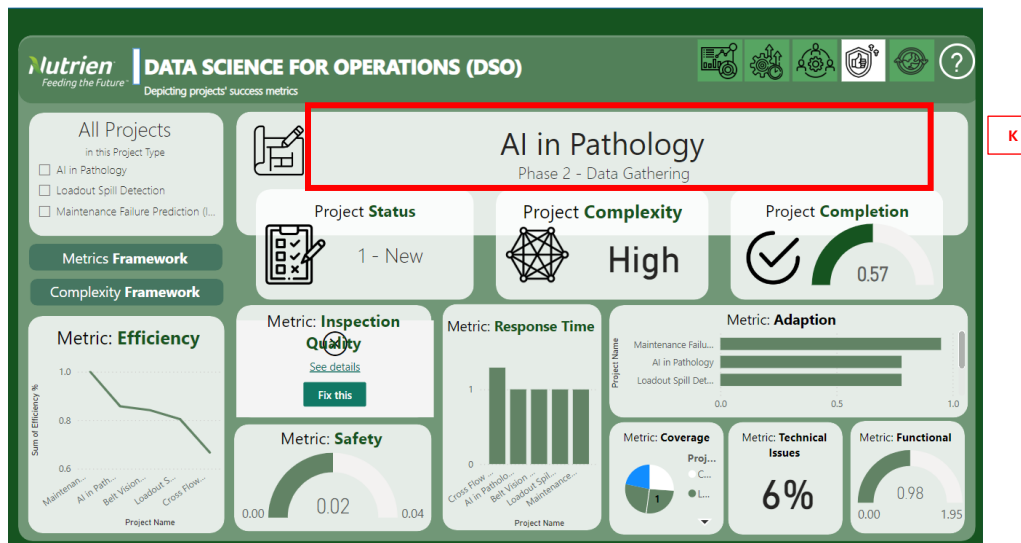 Nutrien
Feeding the Future™
DATA SCIENCE FOR OPERATIONS (DSO)
Depicting projects' success metrics
?
All Projects
in this Project Type
AI in Pathology
Loadout Spill Detection
Maintenance Failure Prediction (I...
Metrics Framework
Complexity Framework
AI in Pathology
Phase 2 - Data Gathering
K
Project Status
1 - New
Project Complexity
High
Project Completion
0.57
Metric: Efficiency
Sum of Efficiency %
1.0
0.8
0.6
Maintenan...
AI in Path...
Belt Vision...
Loadout S...
Cross Flow...
Project Name
Metric: Inspection
Quality
See details
Fix this
Metric: Safety
0.00
0.02
0.04
Metric: Response Time
1
0
Cross Flow ...
AI in Patholo...
Belt Vision ...
Loadout Spil...
Maintenance...
Project Name
Metric: Adaption
Project Name
Maintenance Failu...
AI in Pathology
Loadout Spill Det...
0.0
0.5
1.0
Metric: Coverage
Proj...
C...
L...
1
Metric: Technical
Issues
6%
Metric: Functional
0.98
0.00
1.95